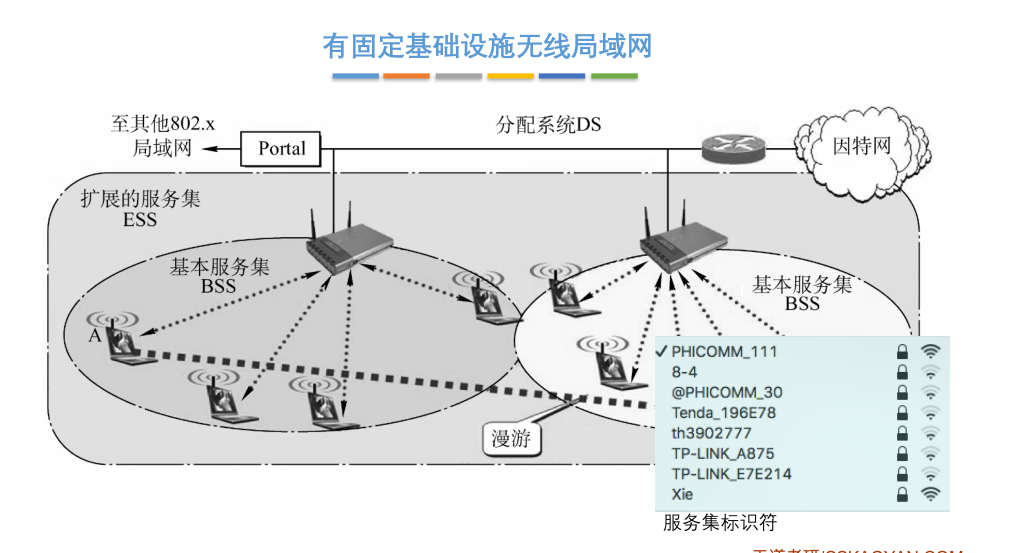 有固定基础设施无线局域网
至其他802.x
局域网
Portal
分配系统DS
因特网
扩展的服务集
ESS
基本服务集
BSS
基本服务集
BSS
A
漫游
✓ PHICOMM_111
8-4
@PHICOMM_30
Tenda_196E78
th3902777
TP-LINK_A875
TP-LINK_E7E214
Xie
服务集标识符